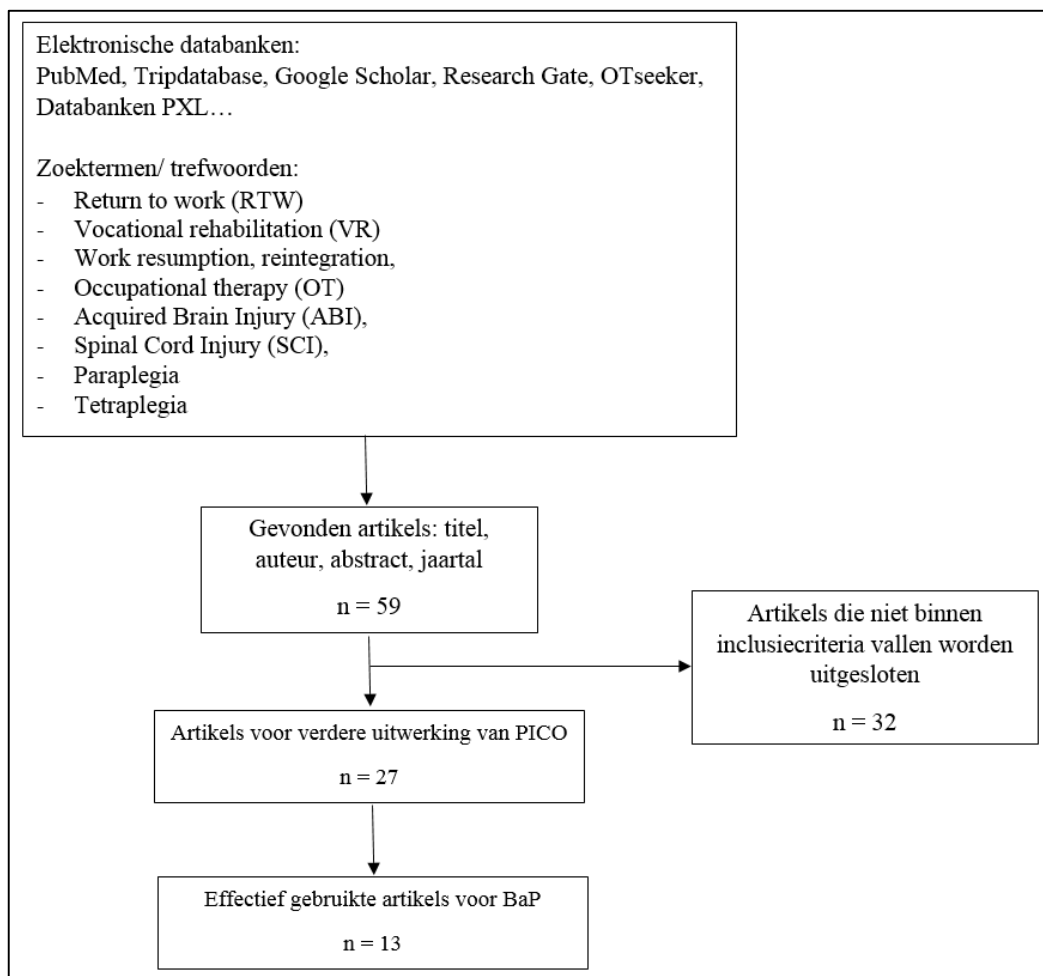 Elektronische databanken:
PubMed, Tripdatabase, Google Scholar, Research Gate, OTseeker,
Databanken PXL…
Zoektermen/ trefwoorden:
- Return to work (RTW)
- Vocational rehabilitation (VR)
- Work resumption, reintegration,
- Occupational therapy (OT)
- Acquired Brain Injury (ABI),
- Spinal Cord Injury (SCI),
- Paraplegia
- Tetraplegia
Gevonden artikels: titel,
auteur, abstract, jaartal
n = 59
Artikels die niet binnen
inclusiecriteria vallen worden
uitgesloten
n = 32
Artikels voor verdere uitwerking van PICO
n = 27
Effectief gebruikte artikels voor BaP
n = 13